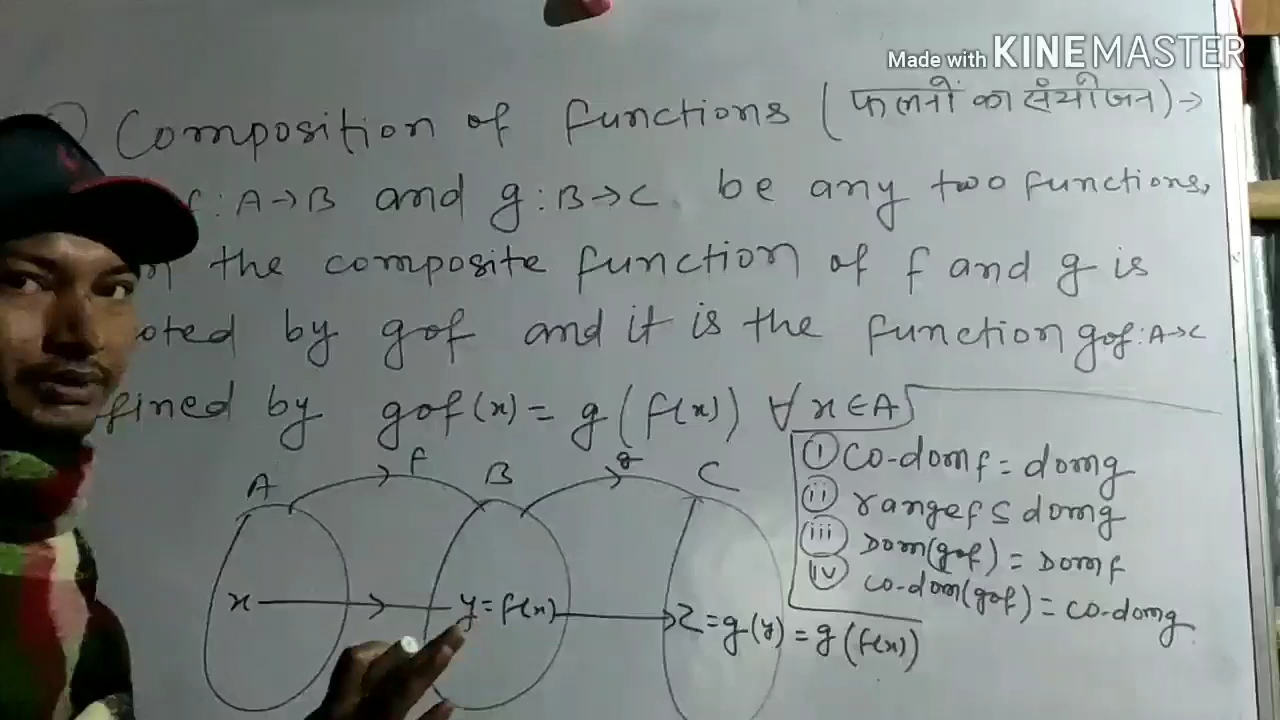 Made with KINEMASTER
Composition of functions (फलनों का संयोजन) →
f: A→B and g: B→C be any two functions,
the composite function of f and g is
oted by gof and it is the function gof: A→C
fined by gof(x) = g(f(x)) ∀ x∈A
① co-dom f = dom g
ⅱ range f ⊆ dom g
ⅲ Dom(gof) = Dom f
ⅳ co-dom(gof) = co-dom g
A f B g C
x y = f(x) z = g(y) = g(f(x))